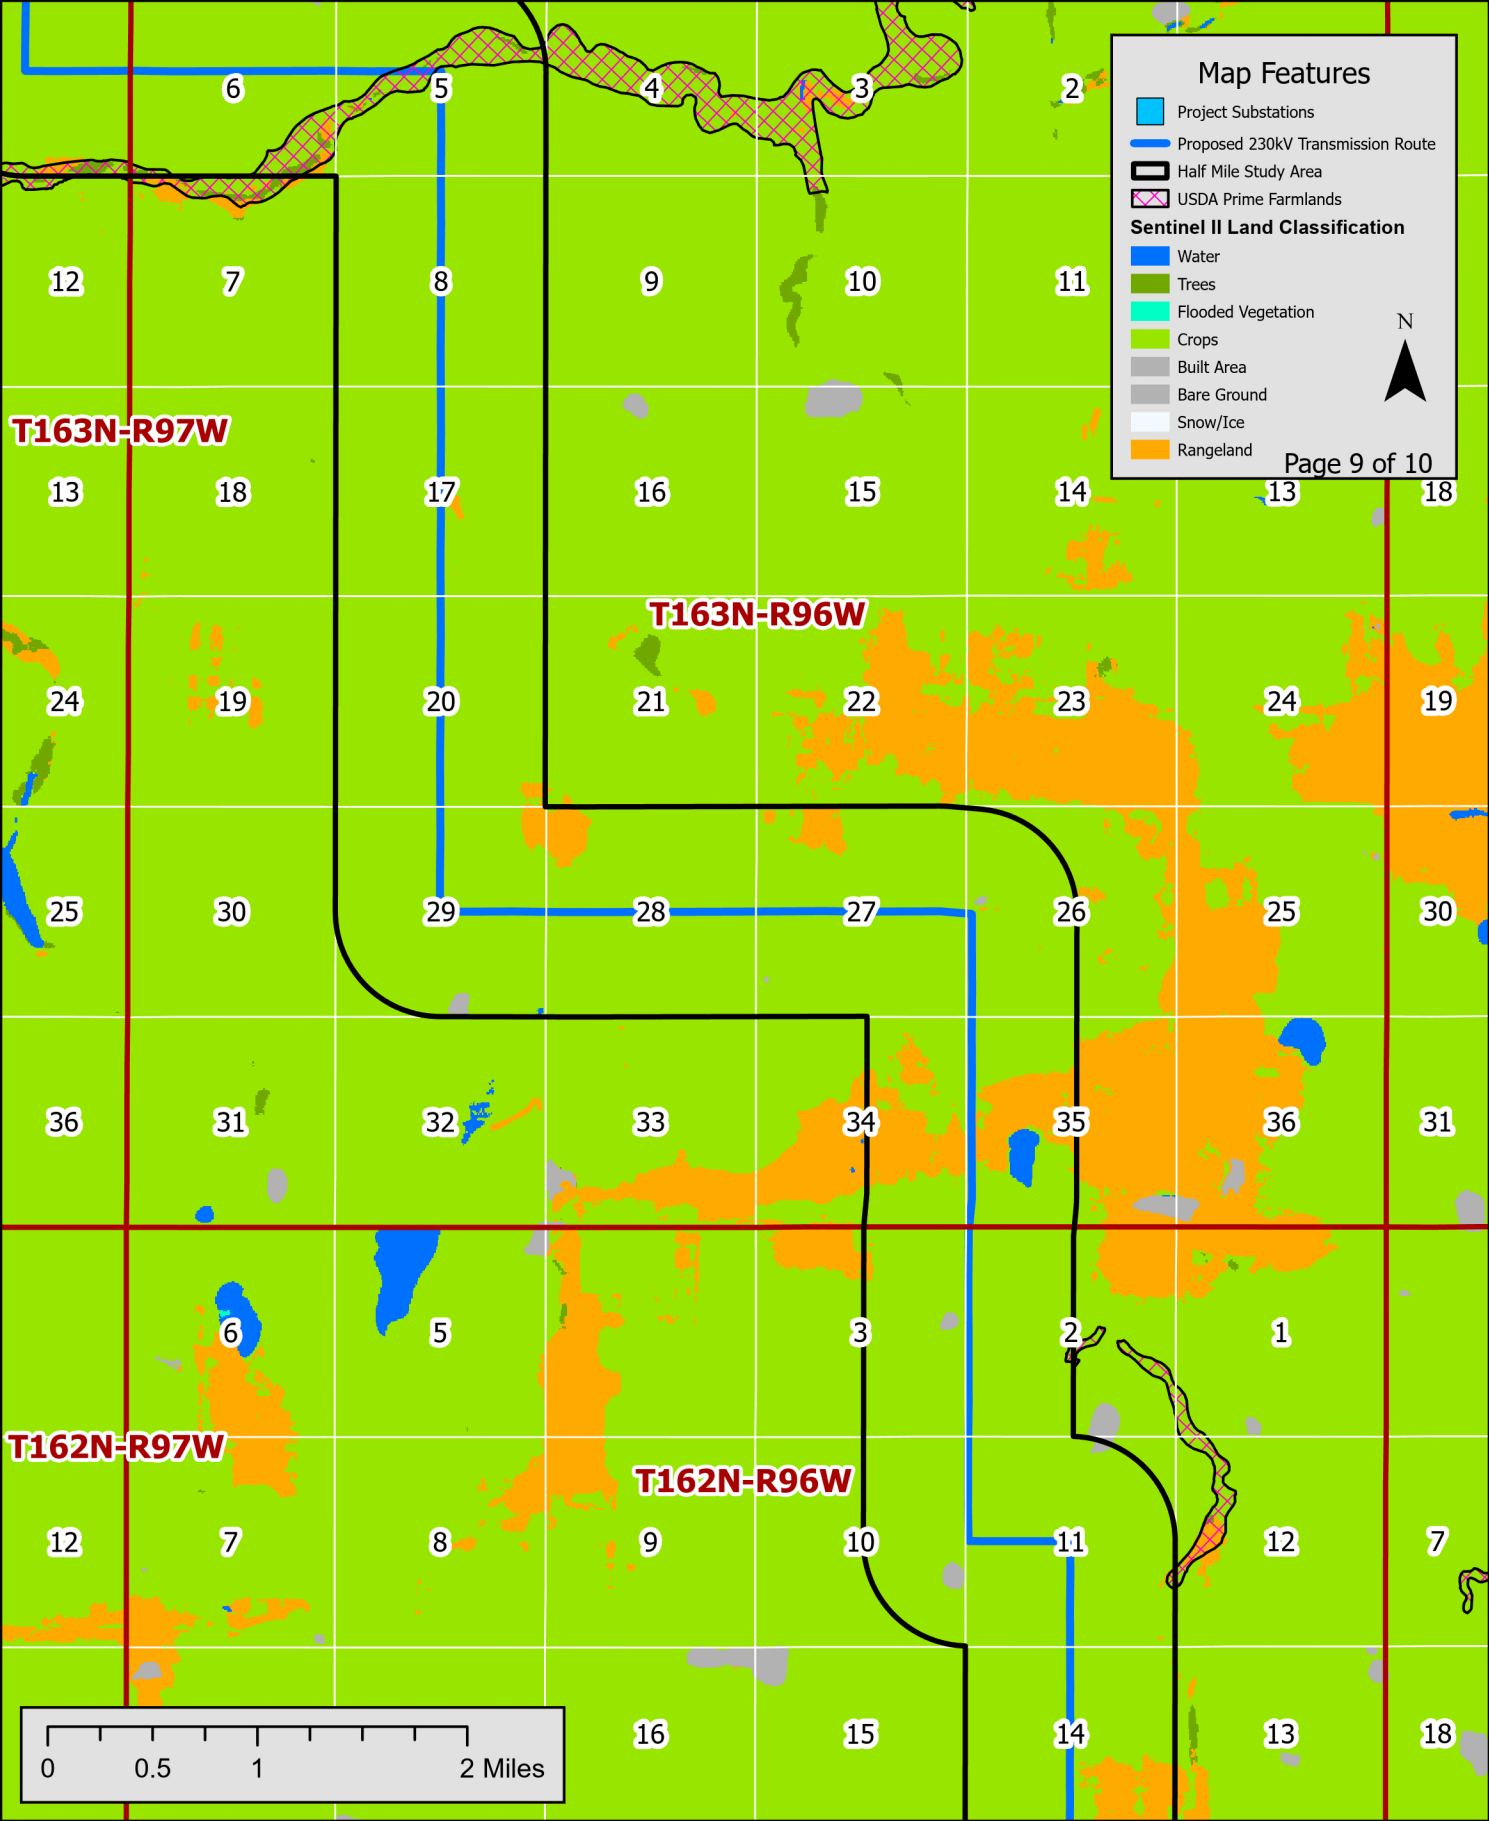 Map Features
Project Substations
Proposed 230kV Transmission Route
Half Mile Study Area
USDA Prime Farmlands
Sentinel II Land Classification
Water
Trees
Flooded Vegetation
Crops
Built Area
Bare Ground
Snow/Ice
Rangeland
N
Page 9 of 10
6 5 4 3 2
12 7 8 9 10 11
T163N-R97W
13 18 17 16 15 14 13 18
T163N-R96W
24 19 20 21 22 23 24 19
25 30 29 28 27 26 25 30
36 31 32 33 34 35 36 31
6 5 3 2 1
T162N-R97W
T162N-R96W
12 7 8 9 10 11 12 7
16 15 14 13 18
0 0.5 1 2 Miles